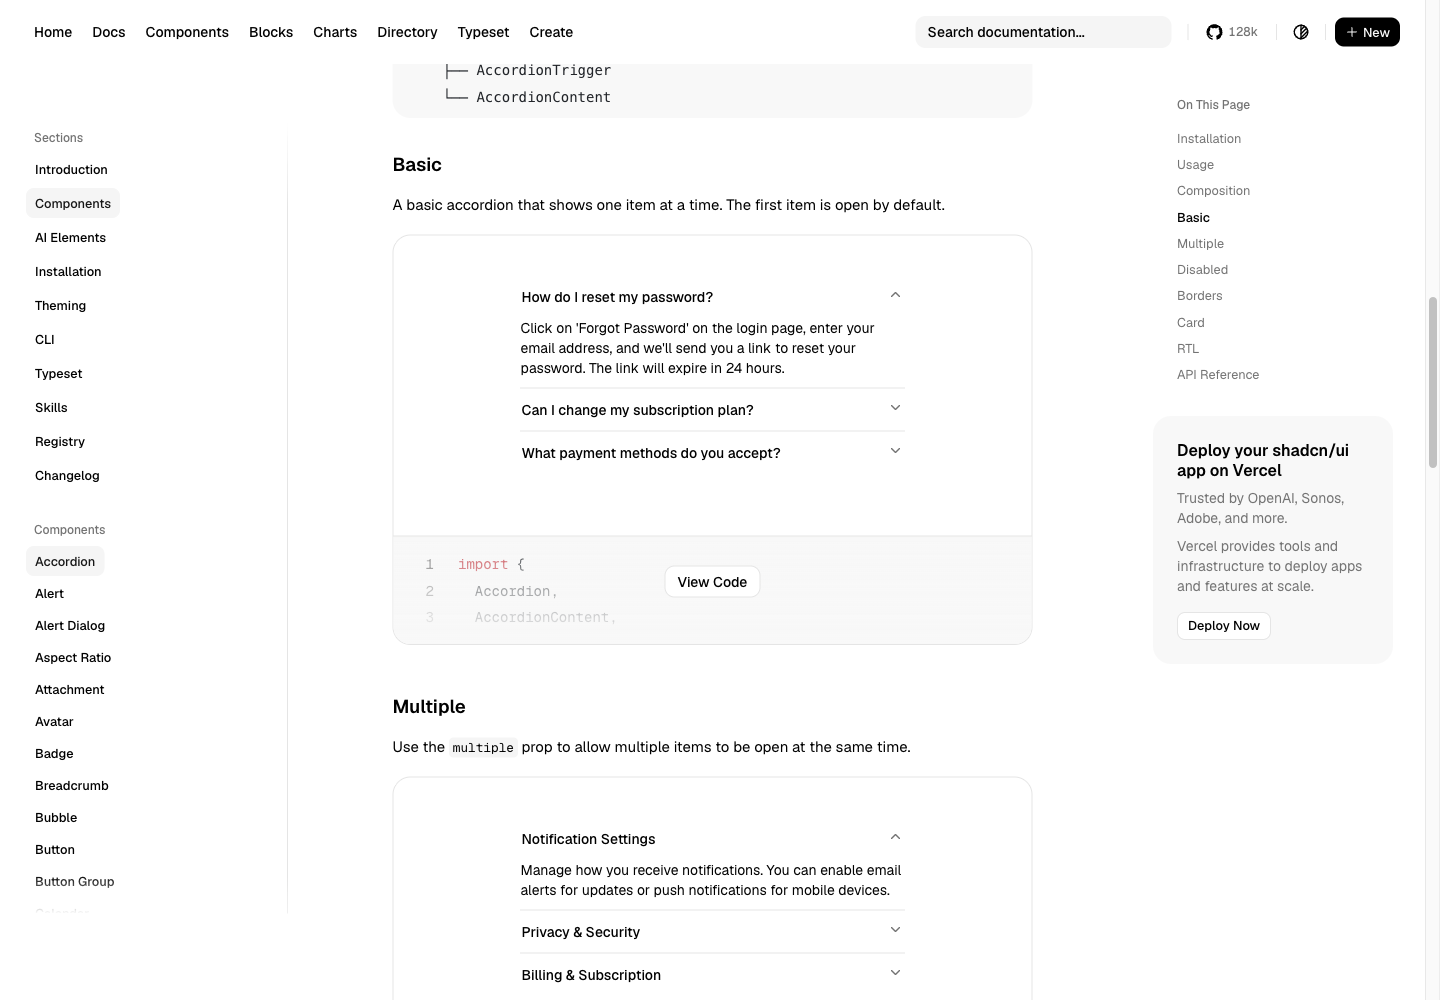 Home Docs Components Blocks Charts Directory Typeset Create
Search documentation...
128k
New
Sections
Introduction
Components
AI Elements
Installation
Theming
CLI
Typeset
Skills
Registry
Changelog
Components
Accordion
Alert
Alert Dialog
Aspect Ratio
Attachment
Avatar
Badge
Breadcrumb
Bubble
Button
Button Group
├── AccordionTrigger
└── AccordionContent
Basic
A basic accordion that shows one item at a time. The first item is open by default.
How do I reset my password?
Click on 'Forgot Password' on the login page, enter your
email address, and we'll send you a link to reset your
password. The link will expire in 24 hours.
Can I change my subscription plan?
What payment methods do you accept?
1 import {
2 Accordion,
3 AccordionContent,
View Code
Multiple
Use the multiple prop to allow multiple items to be open at the same time.
Notification Settings
Manage how you receive notifications. You can enable email
alerts for updates or push notifications for mobile devices.
Privacy & Security
Billing & Subscription
On This Page
Installation
Usage
Composition
Basic
Multiple
Disabled
Borders
Card
RTL
API Reference
Deploy your shadcn/ui
app on Vercel
Trusted by OpenAI, Sonos,
Adobe, and more.
Vercel provides tools and
infrastructure to deploy apps
and features at scale.
Deploy Now